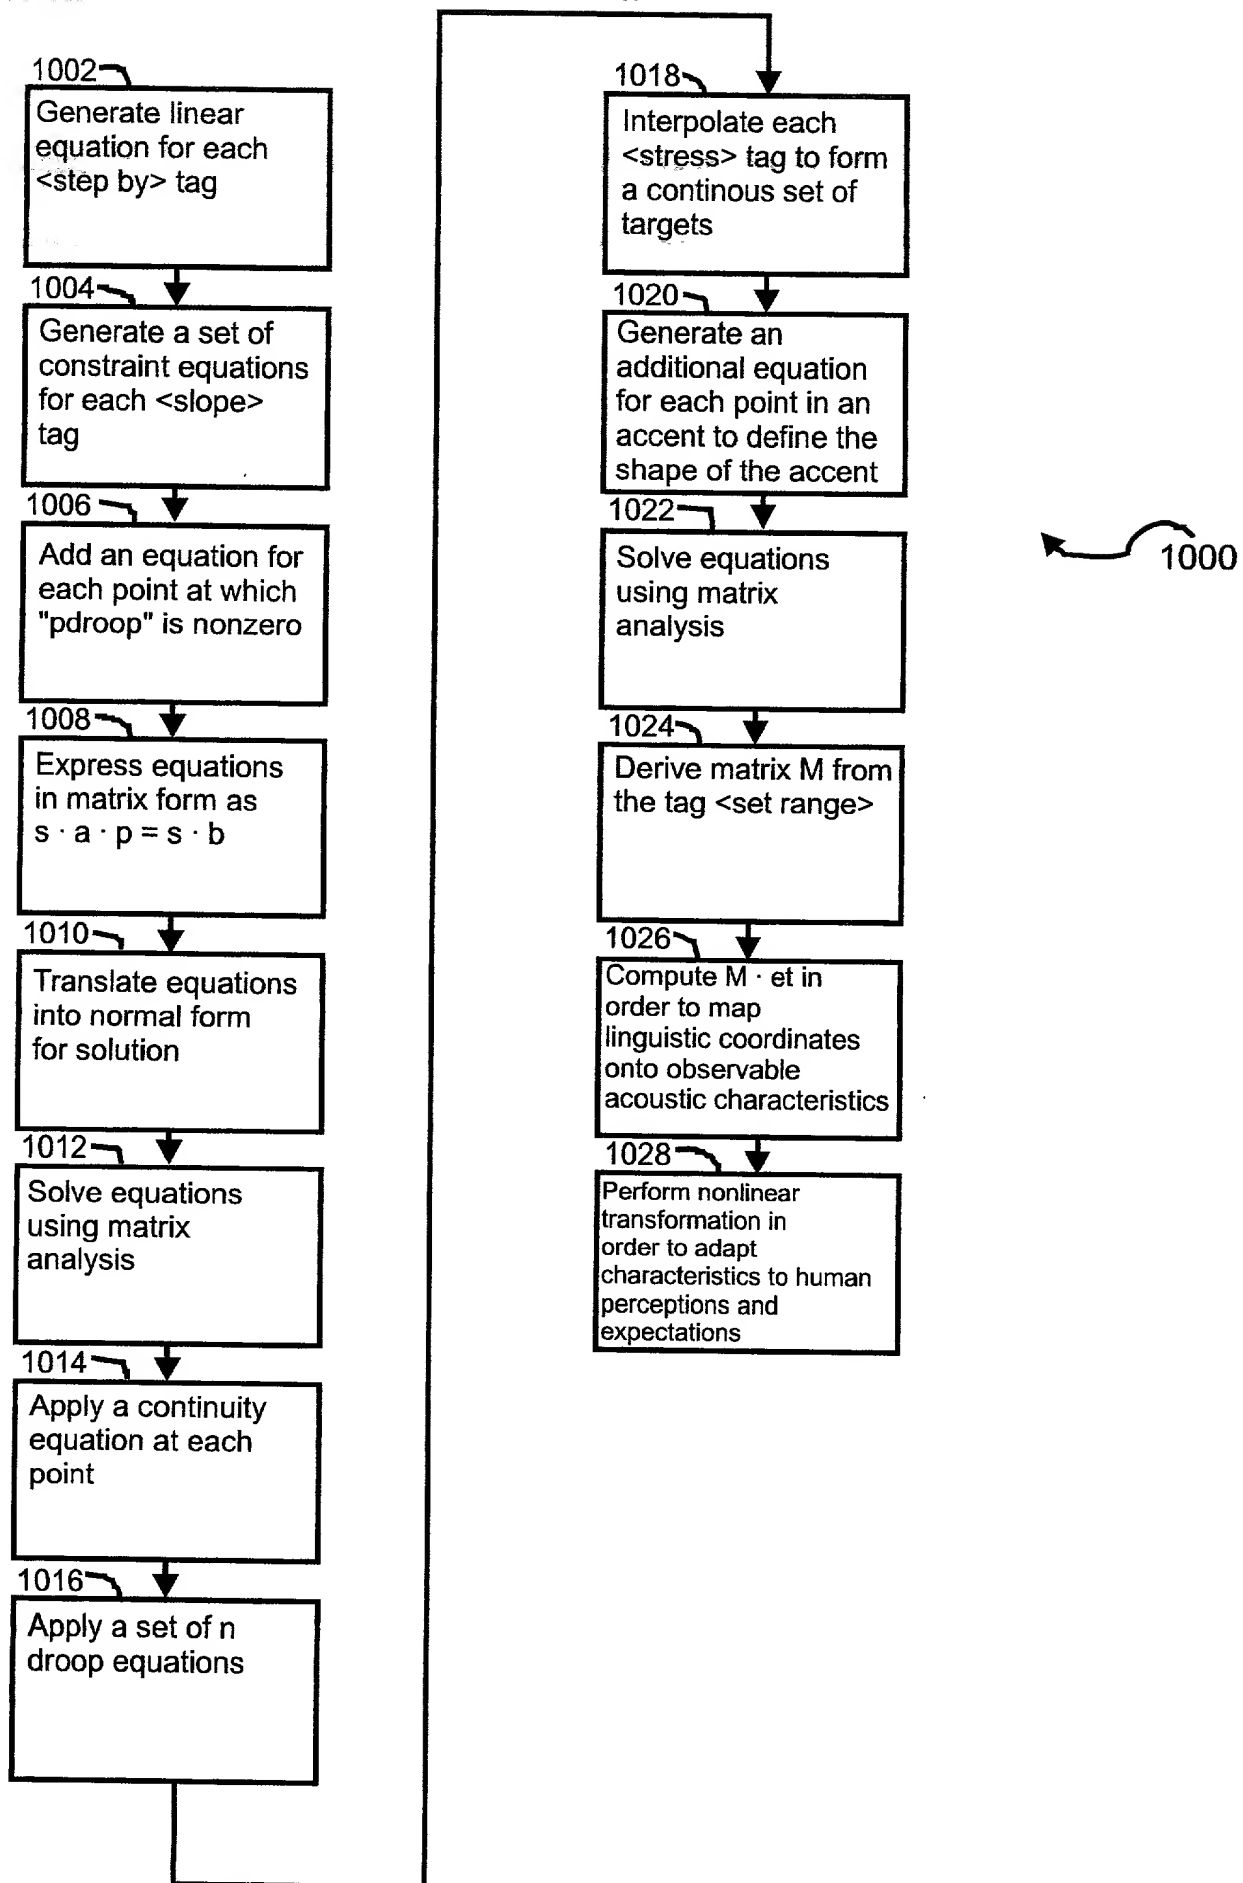 1002
Generate linear
equation for each
<step by> tag
1004
Generate a set of
constraint equations
for each <slope>
tag
1006
Add an equation for
each point at which
"pdroop" is nonzero
1008
Express equations
in matrix form as
s · a · p = s · b
1010
Translate equations
into normal form
for solution
1012
Solve equations
using matrix
analysis
1014
Apply a continuity
equation at each
point
1016
Apply a set of n
droop equations
1018
Interpolate each
<stress> tag to form
a continous set of
targets
1020
Generate an
additional equation
for each point in an
accent to define the
shape of the accent
1022
Solve equations
using matrix
analysis
1024
Derive matrix M from
the tag <set range>
1026
Compute M · et in
order to map
linguistic coordinates
onto observable
acoustic characteristics
1028
Perform nonlinear
transformation in
order to adapt
characteristics to human
perceptions and
expectations
1000